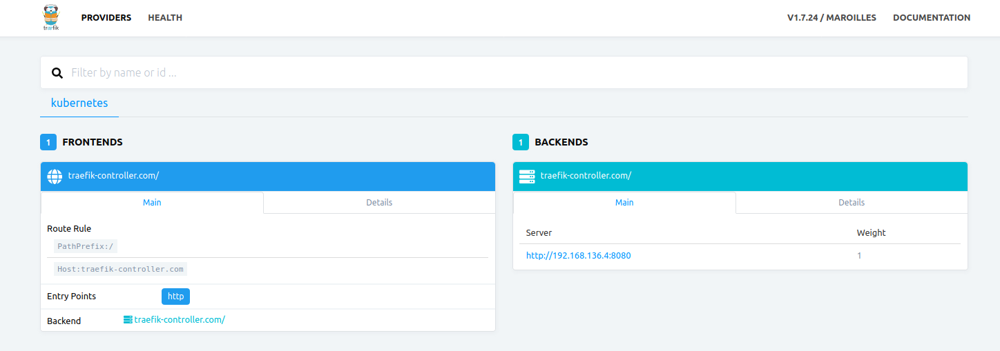 træfik
PROVIDERS HEALTH V1.7.24 / MAROILLES DOCUMENTATION
Filter by name or id ...
kubernetes
1 FRONTENDS
traefik-controller.com/
Main Details
Route Rule
PathPrefix:/
Host:traefik-controller.com
Entry Points http
Backend traefik-controller.com/
1 BACKENDS
traefik-controller.com/
Main Details
Server Weight
http://192.168.136.4:8080 1